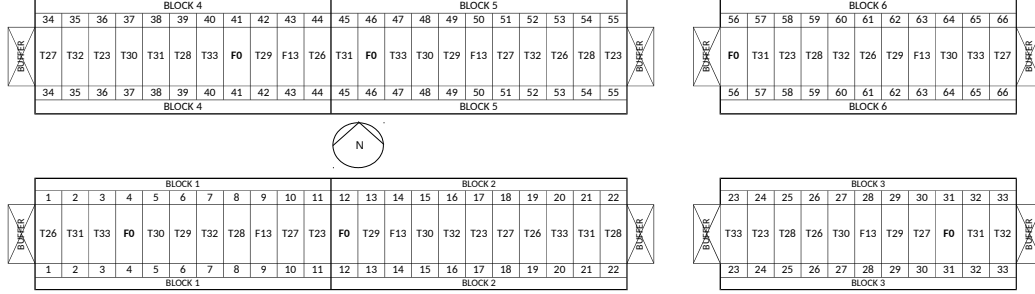 BLOCK 4 BLOCK 5 BLOCK 6
34 35 36 37 38 39 40 41 42 43 44 45 46 47 48 49 50 51 52 53 54 55 56 57 58 59 60 61 62 63 64 65 66
BUFFER T27 T32 T23 T30 T31 T28 T33 F0 T29 F13 T26 T31 F0 T33 T30 T29 F13 T27 T32 T26 T28 T23 BUFFER BUFFER F0 T31 T23 T28 T32 T26 T29 F13 T30 T33 T27 BUFFER
34 35 36 37 38 39 40 41 42 43 44 45 46 47 48 49 50 51 52 53 54 55 56 57 58 59 60 61 62 63 64 65 66
BLOCK 4 BLOCK 5 BLOCK 6
N
BLOCK 1 BLOCK 2 BLOCK 3
1 2 3 4 5 6 7 8 9 10 11 12 13 14 15 16 17 18 19 20 21 22 23 24 25 26 27 28 29 30 31 32 33
BUFFER T26 T31 T33 F0 T30 T29 T32 T28 F13 T27 T23 F0 T29 F13 T30 T32 T23 T27 T26 T33 T31 T28 BUFFER BUFFER T33 T23 T28 T26 T30 F13 T29 T27 F0 T31 T32 BUFFER
1 2 3 4 5 6 7 8 9 10 11 12 13 14 15 16 17 18 19 20 21 22 23 24 25 26 27 28 29 30 31 32 33
BLOCK 1 BLOCK 2 BLOCK 3